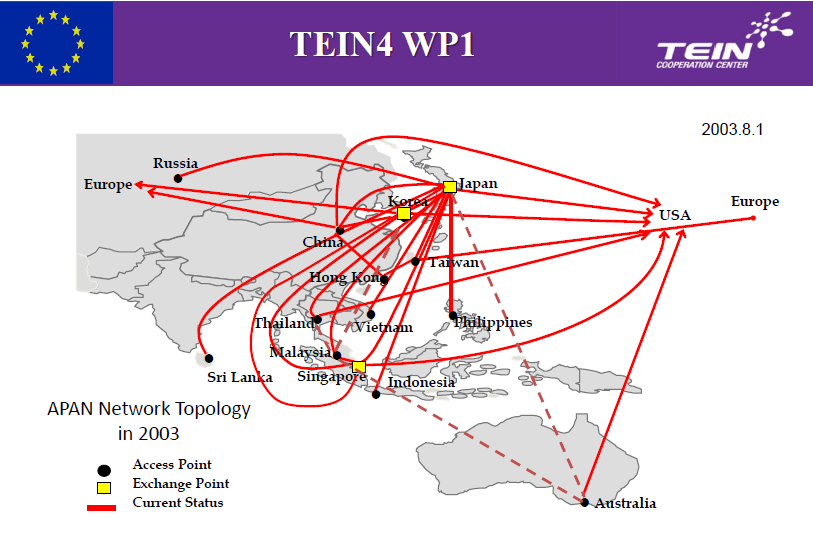 TEIN4 WP1
TEIN
COOPERATION CENTER
2003.8.1
Russia
Europe
Japan
Korea
Europe
USA
China
Taiwan
Hong Kong
Thailand
Vietnam
Philippines
Malaysia
Singapore
Sri Lanka
Indonesia
APAN Network Topology
in 2003
Access Point
Exchange Point
Current Status
Australia